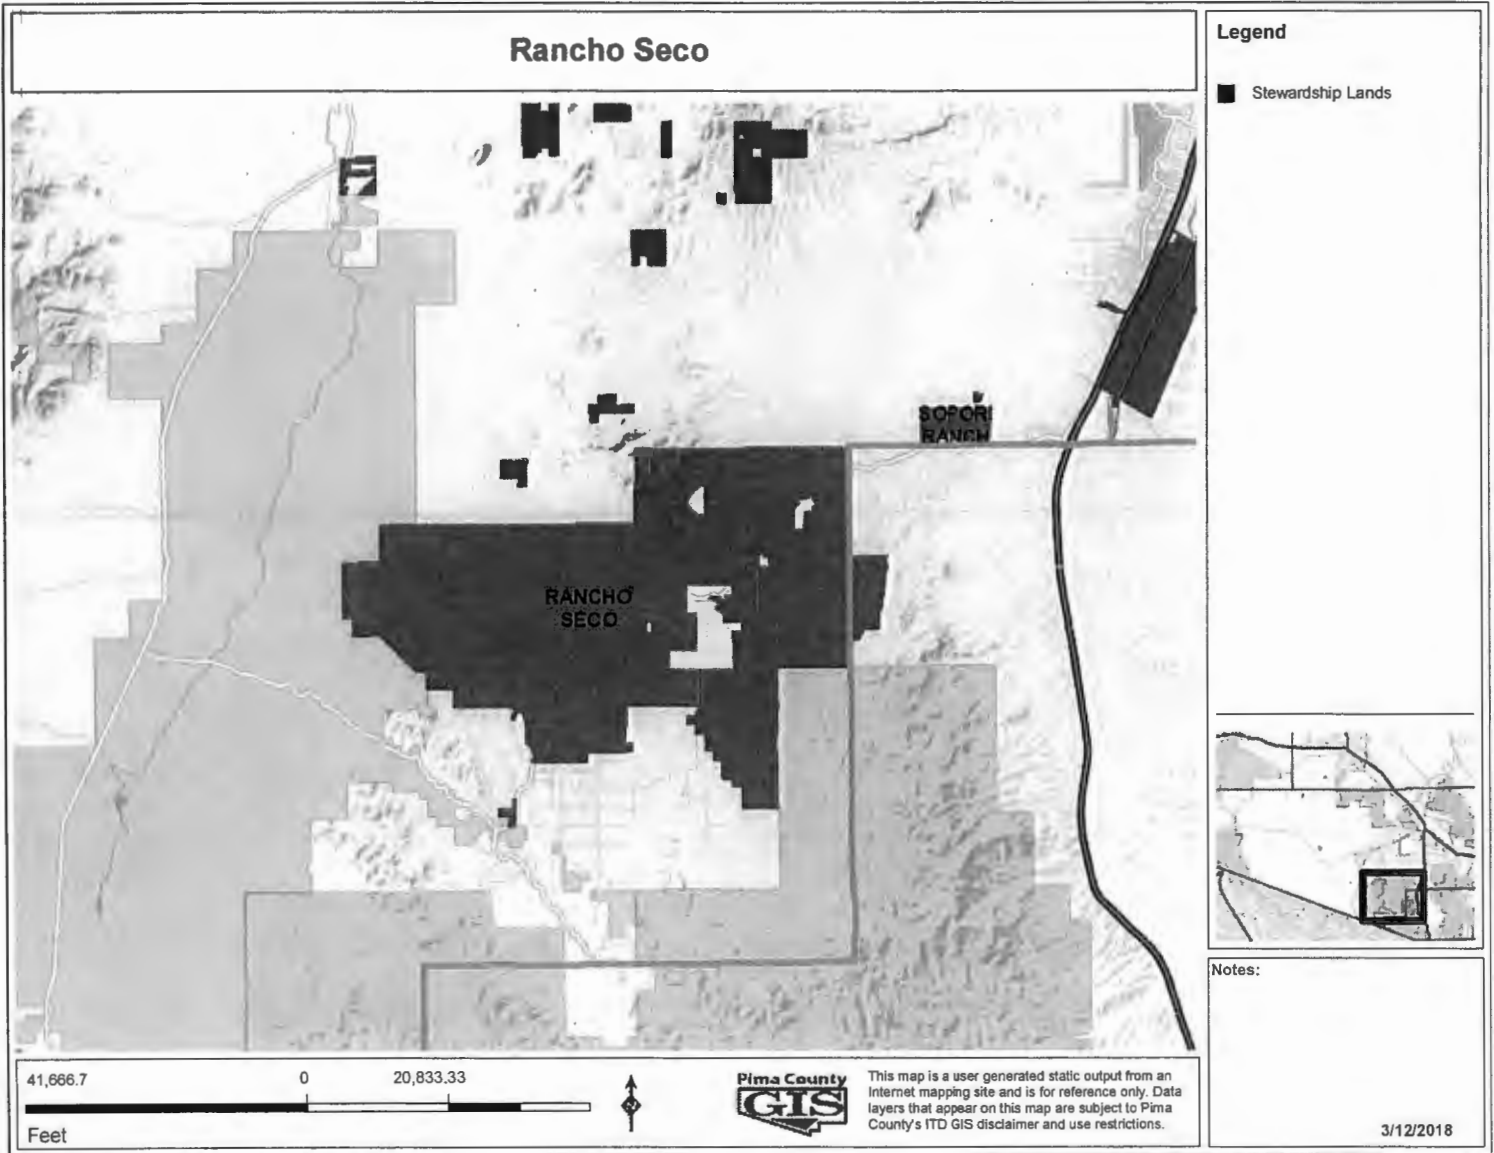 Rancho Seco
Legend
Stewardship Lands
SOPORI
RANCH
RANCHO
SECO
Notes:
41,666.7 0 20,833.33
Feet
N
Pima County
GIS
This map is a user generated static output from an
Internet mapping site and is for reference only. Data
layers that appear on this map are subject to Pima
County's ITD GIS disclaimer and use restrictions.
3/12/2018